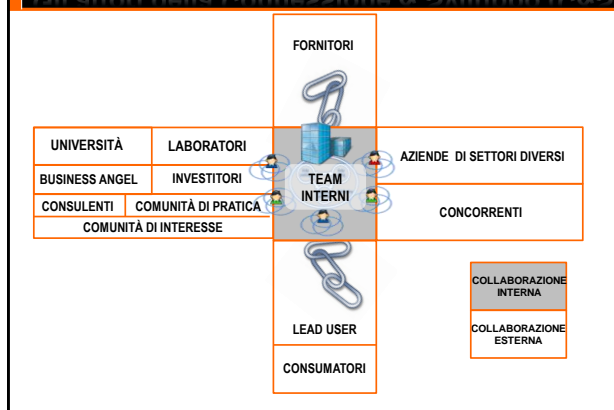 FORNITORI
UNIVERSITÀ
LABORATORI
BUSINESS ANGEL
INVESTITORI
CONSULENTI
COMUNITÀ DI PRATICA
COMUNITÀ DI INTERESSE
TEAM
INTERNI
AZIENDE DI SETTORI DIVERSI
CONCORRENTI
LEAD USER
CONSUMATORI
COLLABORAZIONE
INTERNA
COLLABORAZIONE
ESTERNA